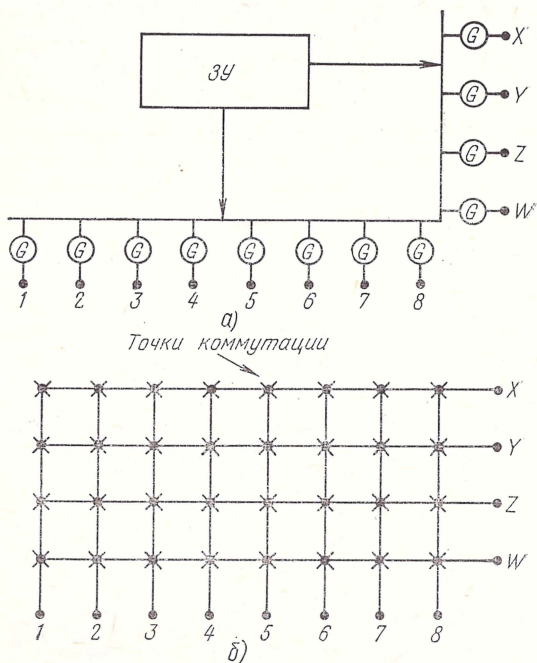 G X
ЗУ
G Y
G Z
G W
G G G G G G G G
1 2 3 4 5 6 7 8
а)
Точки коммутации
X
Y
Z
W
1 2 3 4 5 6 7 8
б)